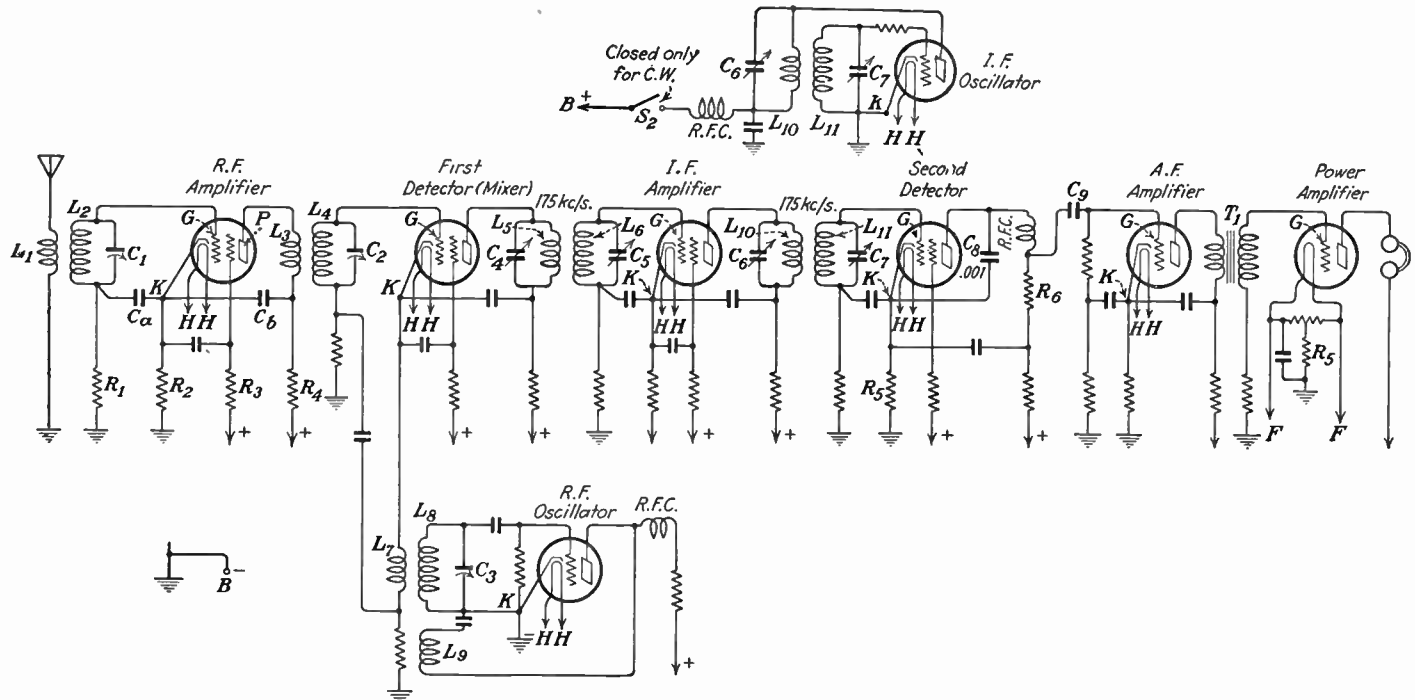 Closed only
for C.W.
B +
S2
R.F.C.
C6
L10
L11
C7
K
H H
I.F.
Oscillator
R.F.
Amplifier
First
Detector (Mixer)
175 kc/s.
I.F.
Amplifier
175 kc/s.
Second
Detector
A.F.
Amplifier
Power
Amplifier
L1
L2
C1
G
P
L3
K
Ca
H H
Cb
R1
R2
R3
R4
+
+
L4
C2
G
K
H H
L5
C4
+
+
L6
C5
G
K
H H
L10
C6
+
+
L11
C7
G
K
H H
C8
.001
R.F.C.
R6
R5
+
+
C9
G
K
H H
T1
G
R5
F
F
R.F.
Oscillator
R.F.C.
L7
L8
C3
K
H H
L9
+
B −